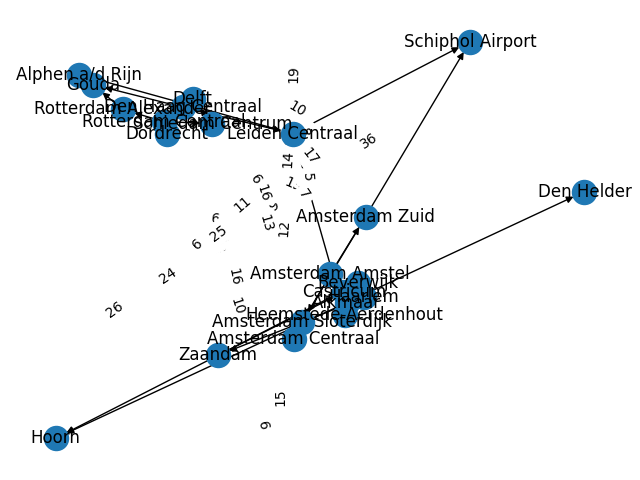 Schiphol Airport
Alphen a/d Rijn
19
Gouda
Delft
Den Haag Centraal
10
Rotterdam Alexander
Rotterdam Centraal
Schiedam Centrum
Dordrecht
Leiden Centraal
36
17
14
5
6
16
7
Den Helder
11
Amsterdam Zuid
13
12
25
6
24
16
Amsterdam Amstel
Beverwijk
Castricum
Haarlem
Alkmaar
10
26
Heemstede-Aerdenhout
Amsterdam Sloterdijk
Amsterdam Centraal
Zaandam
15
9
Hoorn